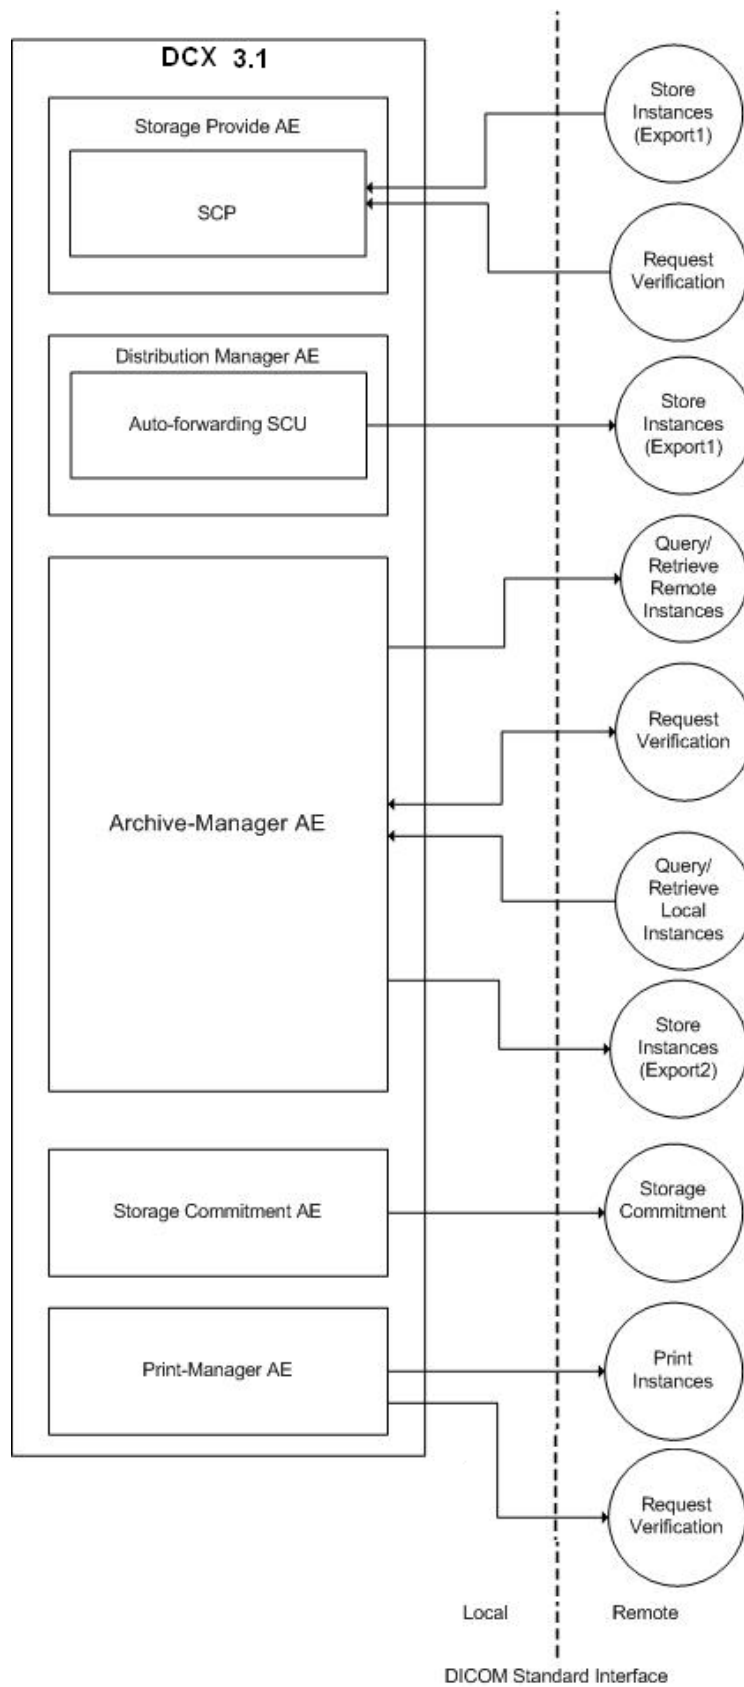 DCX 3.1
Storage Provide AE
SCP
Store
Instances
(Export1)
Request
Verification
Distribution Manager AE
Auto-forwarding SCU
Store
Instances
(Export1)
Archive-Manager AE
Query/
Retrieve
Remote
Instances
Request
Verification
Query/
Retrieve
Local
Instances
Store
Instances
(Export2)
Storage Commitment AE
Storage
Commitment
Print-Manager AE
Print
Instances
Request
Verification
Local
Remote
DICOM Standard Interface